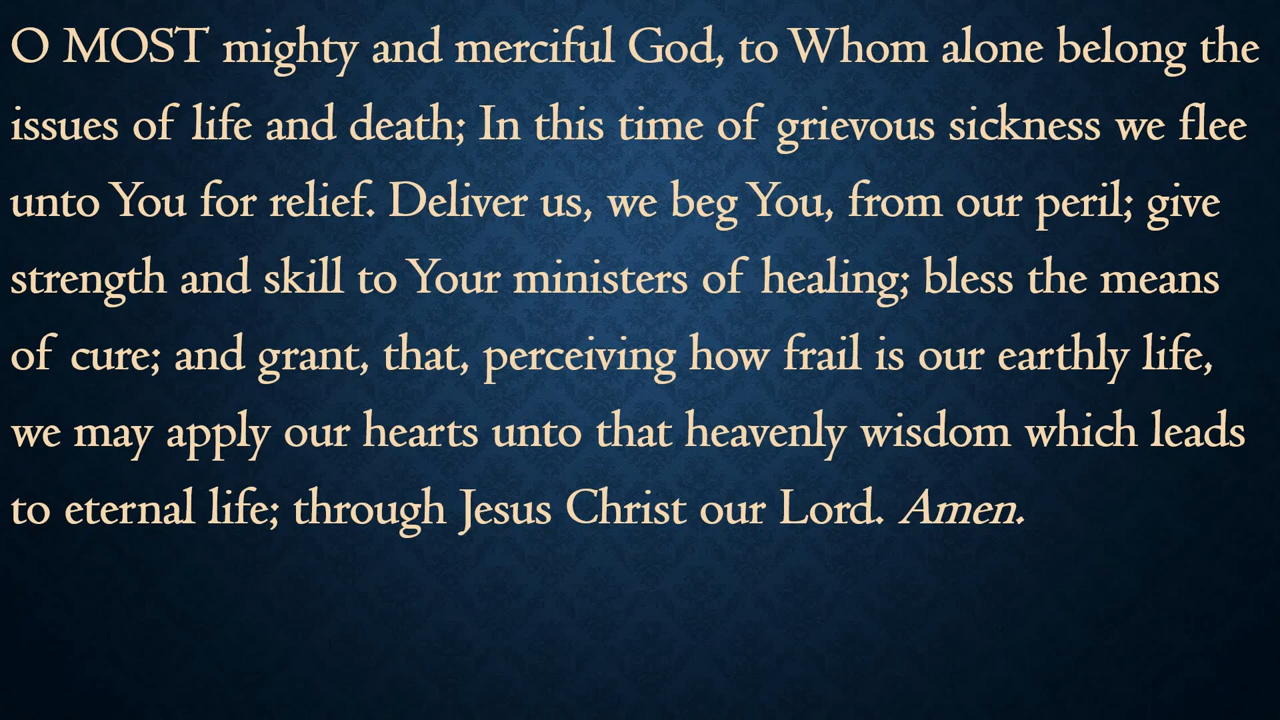 O MOST mighty and merciful God, to Whom alone belong the
issues of life and death; In this time of grievous sickness we flee
unto You for relief. Deliver us, we beg You, from our peril; give
strength and skill to Your ministers of healing; bless the means
of cure; and grant, that, perceiving how frail is our earthly life,
we may apply our hearts unto that heavenly wisdom which leads
to eternal life; through Jesus Christ our Lord. Amen.